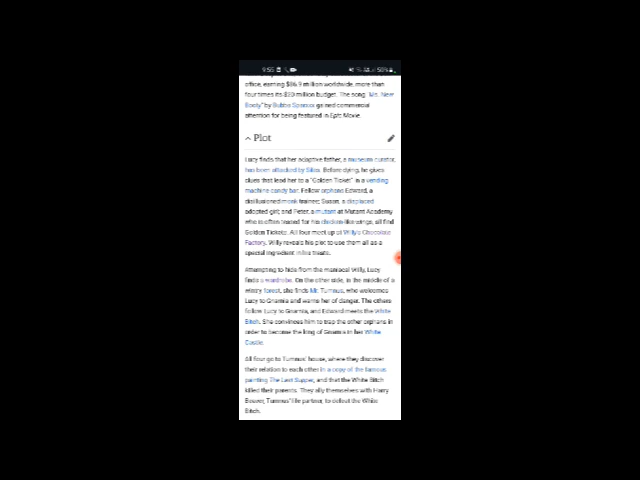 9:55
58%
office, earning $86.9 million worldwide, more than
four times its $20 million budget. The song "Ms. New
Booty" by Bubba Sparxxx gained commercial
attention for being featured in Epic Movie.
Plot
Lucy finds that her adoptive father, a museum curator,
has been attacked by Silas. Before dying, he gives
clues that lead her to a "Golden Ticket" in a vending
machine candy bar. Fellow orphans Edward, a
disillusioned monk trainee; Susan, a displaced
adopted girl; and Peter, a mutant at Mutant Academy
who is often teased for his chicken-like wings, all find
Golden Tickets. All four meet up at Willy's Chocolate
Factory. Willy reveals his plot to use them all as a
special ingredient in his treats.
Attempting to hide from the maniacal Willy, Lucy
finds a wardrobe. On the other side, in the middle of a
wintry forest, she finds Mr. Tumnus, who welcomes
Lucy to Gnarnia and warns her of danger. The others
follow Lucy to Gnarnia, and Edward meets the White
Bitch. She convinces him to trap the other orphans in
order to become the king of Gnarnia in her White
Castle.
All four go to Tumnus' house, where they discover
their relation to each other in a copy of the famous
painting The Last Supper, and that the White Bitch
killed their parents. They ally themselves with Harry
Beaver, Tumnus' life partner, to defeat the White
Bitch.